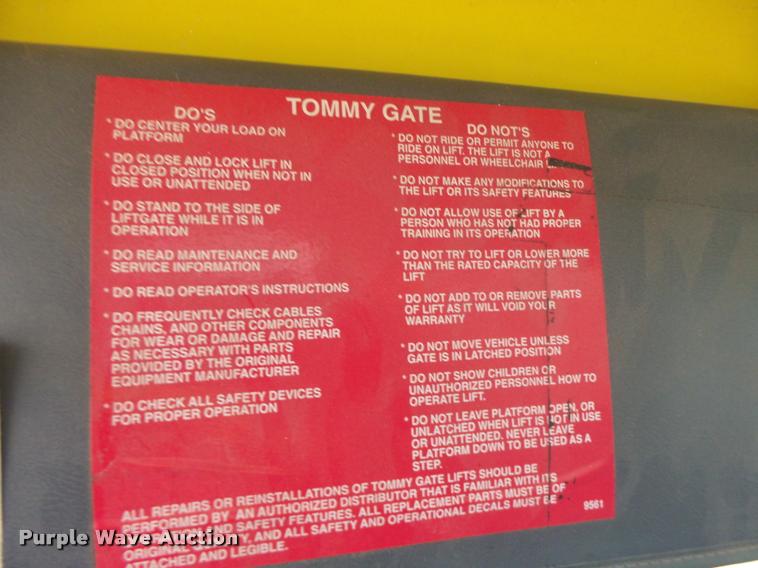 TOMMY GATE
DO'S
* DO CENTER YOUR LOAD ON
PLATFORM
* DO CLOSE AND LOCK LIFT IN
CLOSED POSITION WHEN NOT IN
USE OR UNATTENDED
* DO STAND TO THE SIDE OF
LIFTGATE WHILE IT IS IN
OPERATION
* DO READ MAINTENANCE AND
SERVICE INFORMATION
* DO READ OPERATOR'S INSTRUCTIONS
* DO FREQUENTLY CHECK CABLES
CHAINS, AND OTHER COMPONENTS
FOR WEAR OR DAMAGE AND REPAIR
AS NECESSARY WITH PARTS
PROVIDED BY THE ORIGINAL
EQUIPMENT MANUFACTURER
* DO CHECK ALL SAFETY DEVICES
FOR PROPER OPERATION
DO NOT'S
* DO NOT RIDE OR PERMIT ANYONE TO
RIDE ON LIFT. THE LIFT IS NOT A
PERSONNEL OR WHEELCHAIR
* DO NOT MAKE ANY MODIFICATIONS TO
THE LIFT OR ITS SAFETY FEATURES
* DO NOT ALLOW USE OF LIFT BY A
PERSON WHO HAS NOT HAD PROPER
TRAINING IN ITS OPERATION
* DO NOT TRY TO LIFT OR LOWER MORE
THAN THE RATED CAPACITY OF THE
LIFT
* DO NOT ADD TO OR REMOVE PARTS
OF LIFT AS IT WILL VOID YOUR
WARRANTY
* DO NOT MOVE VEHICLE UNLESS
GATE IS IN LATCHED POSITION
* DO NOT SHOW CHILDREN OR
UNAUTHORIZED PERSONNEL HOW TO
OPERATE LIFT.
* DO NOT LEAVE PLATFORM OPEN, OR
UNLATCHED WHEN LIFT IS NOT IN USE
OR UNATTENDED. NEVER LEAVE
PLATFORM DOWN TO BE USED AS A
STEP.
ALL REPAIRS OR REINSTALLATIONS OF TOMMY GATE LIFTS SHOULD BE
PERFORMED BY AN AUTHORIZED DISTRIBUTOR THAT IS FAMILIAR WITH ITS
AND SAFETY FEATURES. ALL REPLACEMENT PARTS MUST BE OF
ORIGINAL AND ALL SAFETY AND OPERATIONAL DECALS MUST BE
ATTACHED AND LEGIBLE.
9561
Purple Wave Auction